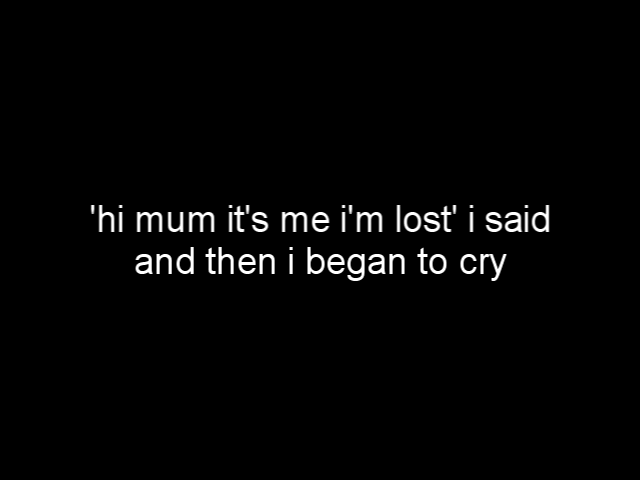 'hi mum it's me i'm lost' i said
and then i began to cry